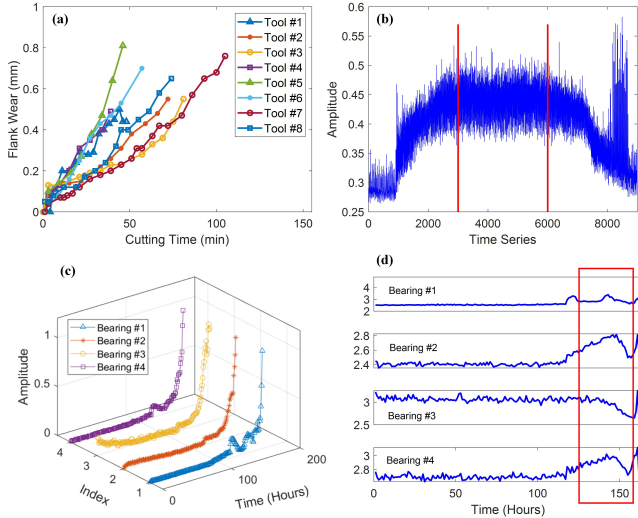 (a)
Flank Wear (mm)
1
0.8
0.6
0.4
0.2
0
0
50
100
150
Cutting Time (min)
Tool #1
Tool #2
Tool #3
Tool #4
Tool #5
Tool #6
Tool #7
Tool #8
(b)
Amplitude
0.6
0.55
0.5
0.45
0.4
0.35
0.3
0.25
0
2000
4000
6000
8000
Time Series
(c)
Amplitude
1
0.5
0
Bearing #1
Bearing #2
Bearing #3
Bearing #4
4
3
2
1
Index
0
100
200
Time (Hours)
(d)
Bearing #1
3
2
Bearing #2
2.8
2.6
2.4
Bearing #3
3
2.5
Bearing #4
3
2.8
0
50
100
150
Time (Hours)